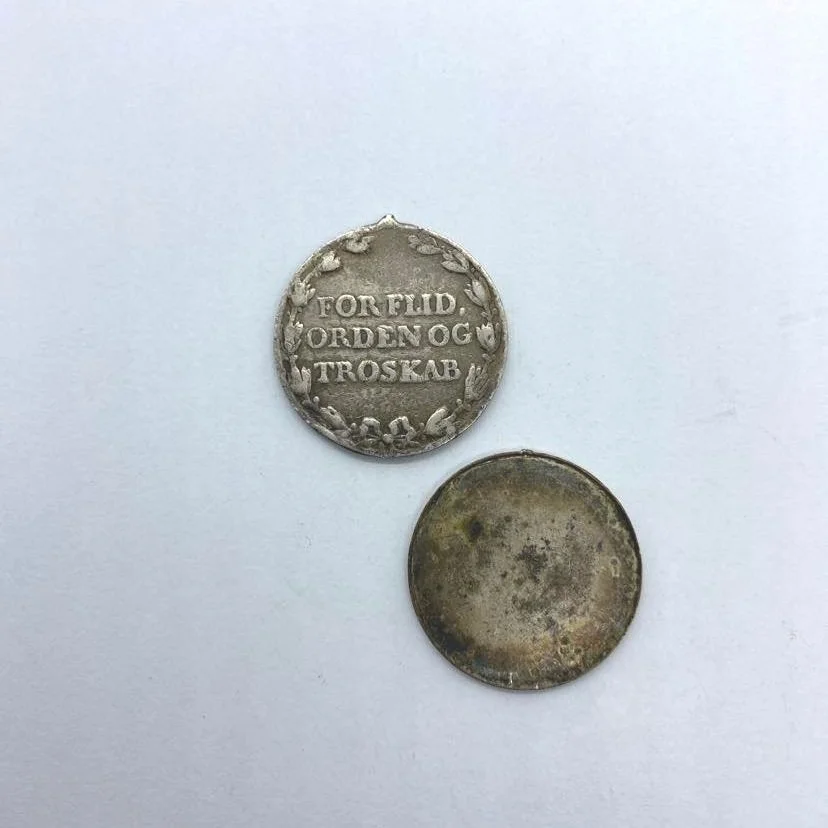 FOR FLID,
ORDEN OG
TROSKAB